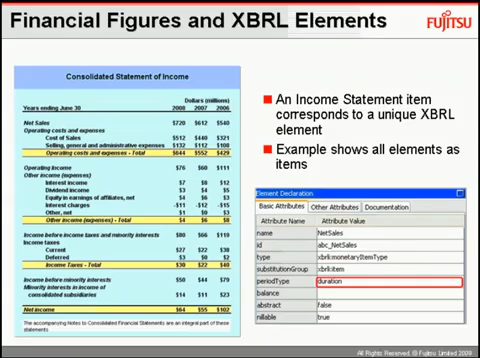 Financial Figures and XBRL Elements
FUJITSU
Consolidated Statement of Income
Dollars (millions)
Years ending June 30 2008 2007 2006
Net Sales $720 $612 $540
Operating costs and expenses
Cost of Sales $512 $440 $321
Selling, general and administrative expenses $132 $112 $108
Operating costs and expenses - Total $644 $552 $429
Operating income $76 $60 $111
Other income (expenses)
Interest income $7 $8 $12
Dividend income $3 $4 $5
Equity in earnings of affiliates, net $4 $6 $3
Interest charges -$11 -$12 -$15
Other, net $1 $0 $3
Other income (expenses) - Total $4 $6 $8
Income before income taxes and minority interests $80 $66 $119
Income taxes
Current $27 $22 $38
Deferred $3 $0 $2
Income Taxes - Total $30 $22 $40
Income before minority interests $50 $44 $79
Minority interests in income of
consolidated subsidiaries $14 $11 $23
Net income $64 $55 $102
The accompanying Notes to Consolidated Financial Statements are an integral part of these
statements
An Income Statement item
corresponds to a unique XBRL
element
Example shows all elements as
items
Element Declaration
Basic Attributes Other Attributes Documentation
Attribute Name Attribute Value
name NetSales
id abc_NetSales
type xbrli:monetaryItemType
substitutionGroup xbrli:item
periodType duration
balance
abstract false
nillable true
All Rights Reserved, © Fujitsu Limited 2009